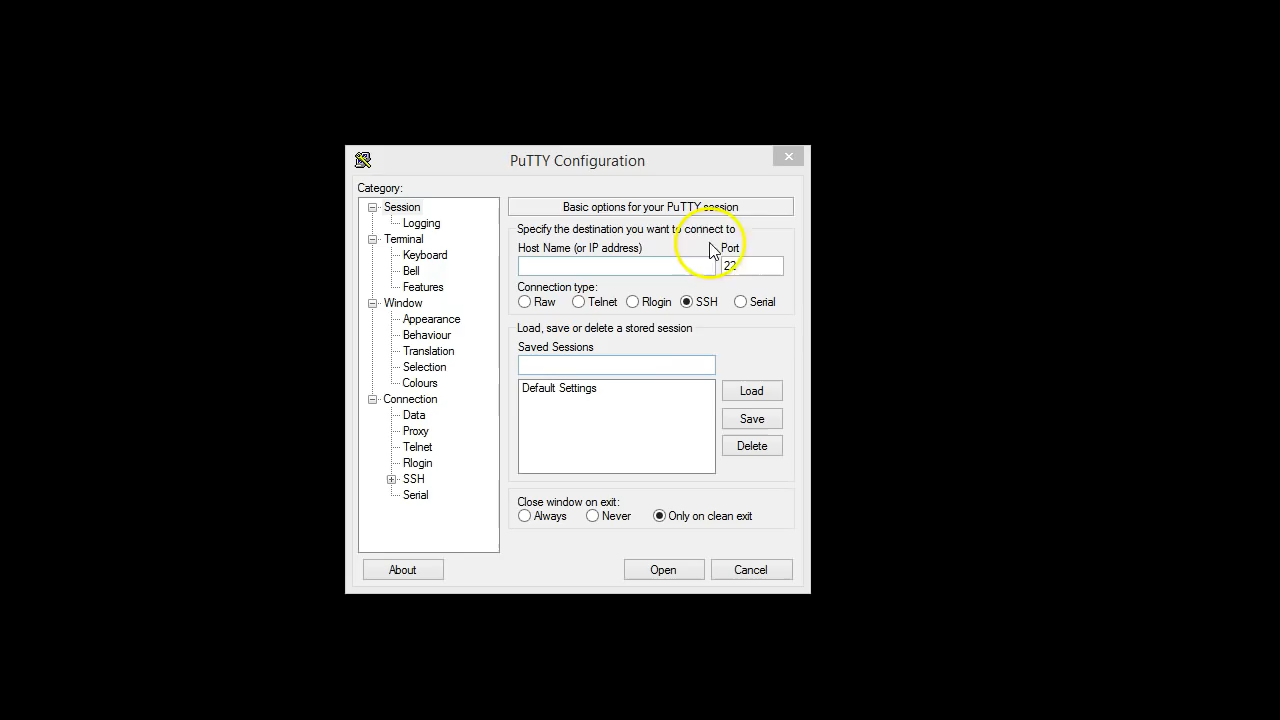 PuTTY Configuration
Category:
Session
Logging
Terminal
Keyboard
Bell
Features
Window
Appearance
Behaviour
Translation
Selection
Colours
Connection
Data
Proxy
Telnet
Rlogin
SSH
Serial
Basic options for your PuTTY session
Specify the destination you want to connect to
Host Name (or IP address) Port
22
Connection type:
Raw Telnet Rlogin SSH Serial
Load, save or delete a stored session
Saved Sessions
Default Settings
Load
Save
Delete
Close window on exit:
Always Never Only on clean exit
About Open Cancel